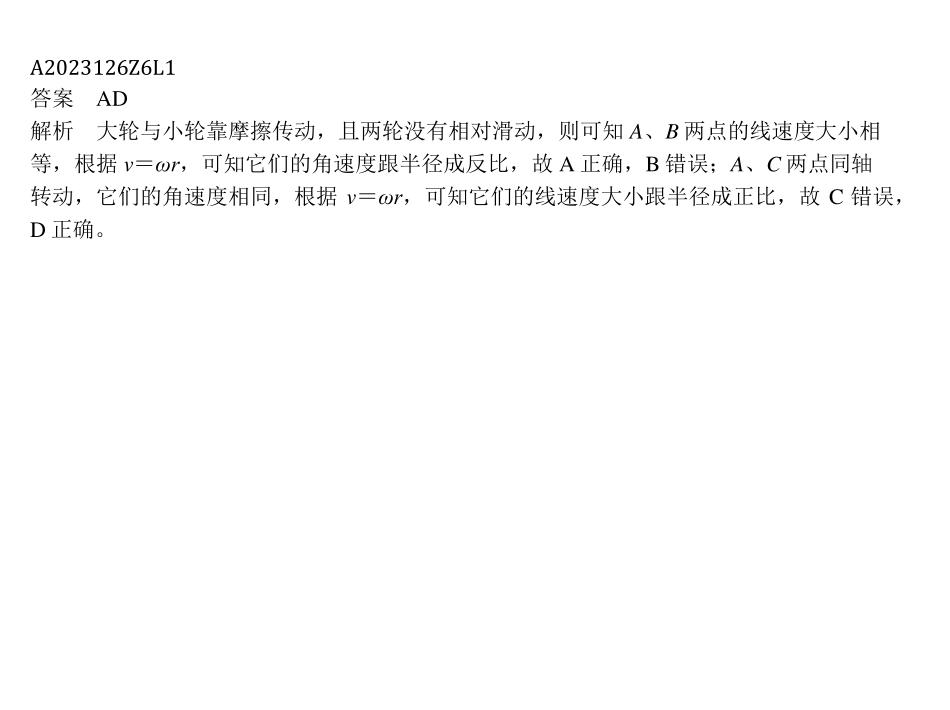 A2023126Z6L1
答案　AD
解析　大轮与小轮靠摩擦传动，且两轮没有相对滑动，则可知 A、B 两点的线速度大小相
等，根据 v＝ωr，可知它们的角速度跟半径成反比，故 A 正确，B 错误；A、C 两点同轴
转动，它们的角速度相同，根据 v＝ωr，可知它们的线速度大小跟半径成正比，故 C 错误，
D 正确。